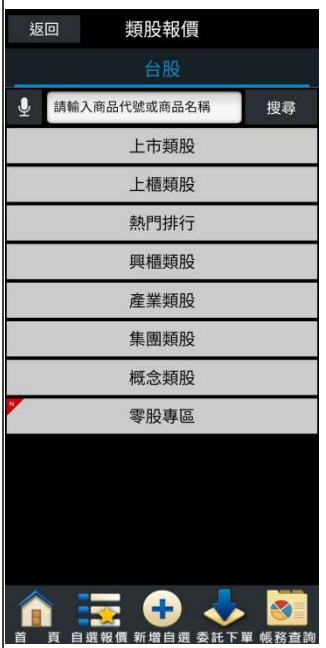 返回 類股報價
台股
請輸入商品代號或商品名稱 搜尋
上市類股
上櫃類股
熱門排行
興櫃類股
產業類股
集團類股
概念類股
N
零股專區
首 頁 自選報價 新增自選 委託下單 帳務查詢